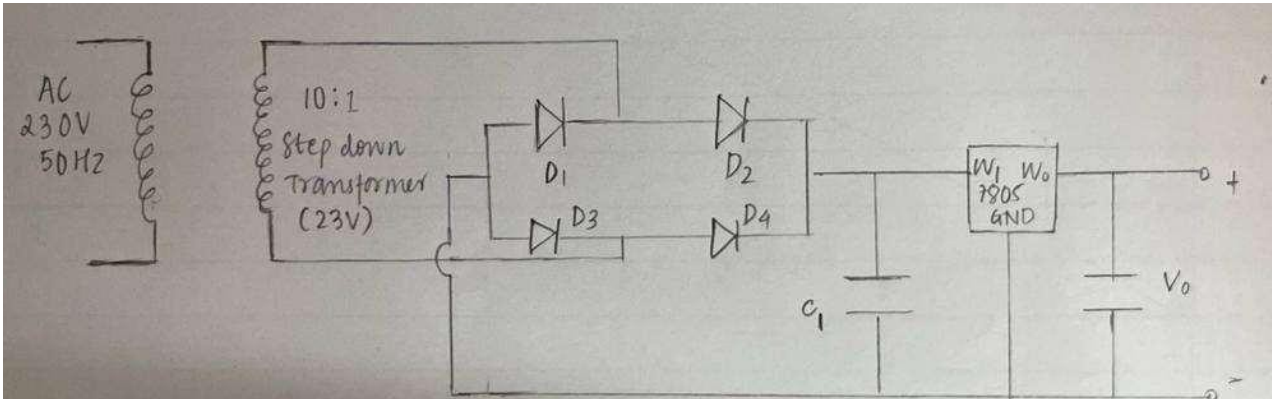 AC
230V
50HZ
10:1
Step down
Transformer
(23V)
D1
D2
D3
D4
C1
W1 W0
7805
GND
+
V0
-